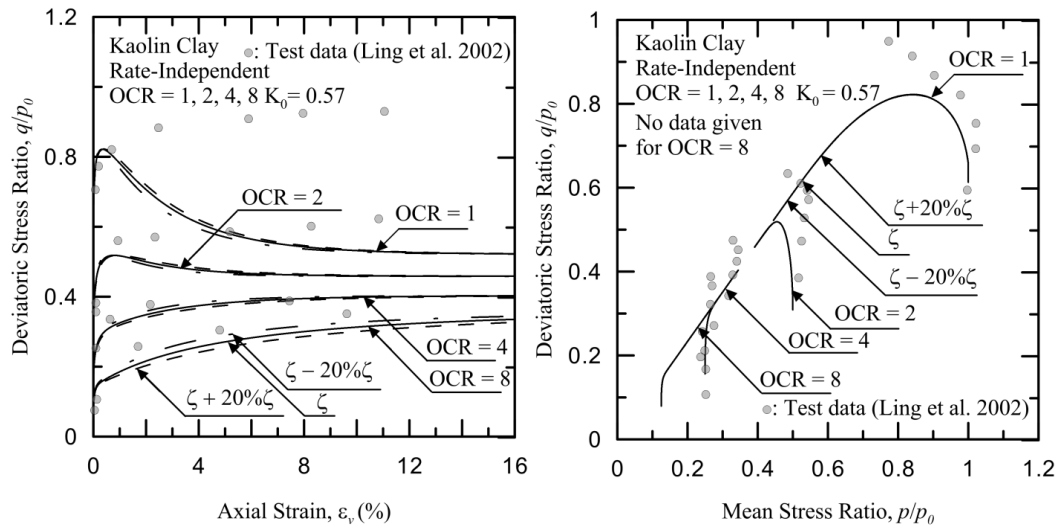 Kaolin Clay
: Test data (Ling et al. 2002)
Rate-Independent
OCR = 1, 2, 4, 8 K0 = 0.57
OCR = 2
OCR = 1
OCR = 4
OCR = 8
ζ − 20%ζ
ζ
ζ + 20%ζ
1.2
0.8
0.4
0
0
4
8
12
16
Deviatoric Stress Ratio, q/p0
Axial Strain, εv (%)
Kaolin Clay
Rate-Independent
OCR = 1, 2, 4, 8 K0 = 0.57
No data given
for OCR = 8
OCR = 1
ζ+20%ζ
ζ
ζ − 20%ζ
OCR = 2
OCR = 4
OCR = 8
: Test data (Ling et al. 2002)
1
0.8
0.6
0.4
0.2
0
0
0.2
0.4
0.6
0.8
1
1.2
Deviatoric Stress Ratio, q/p0
Mean Stress Ratio, p/p0